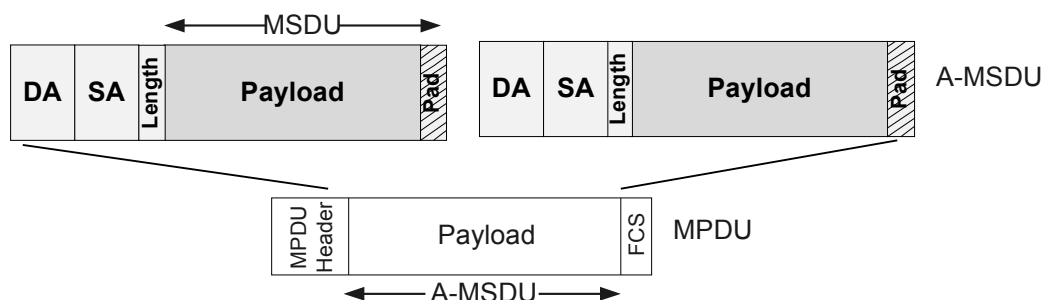 MSDU
DA SA Length Payload Pad
DA SA Length Payload Pad
A-MSDU
MPDU
Header
Payload
FCS
MPDU
A-MSDU